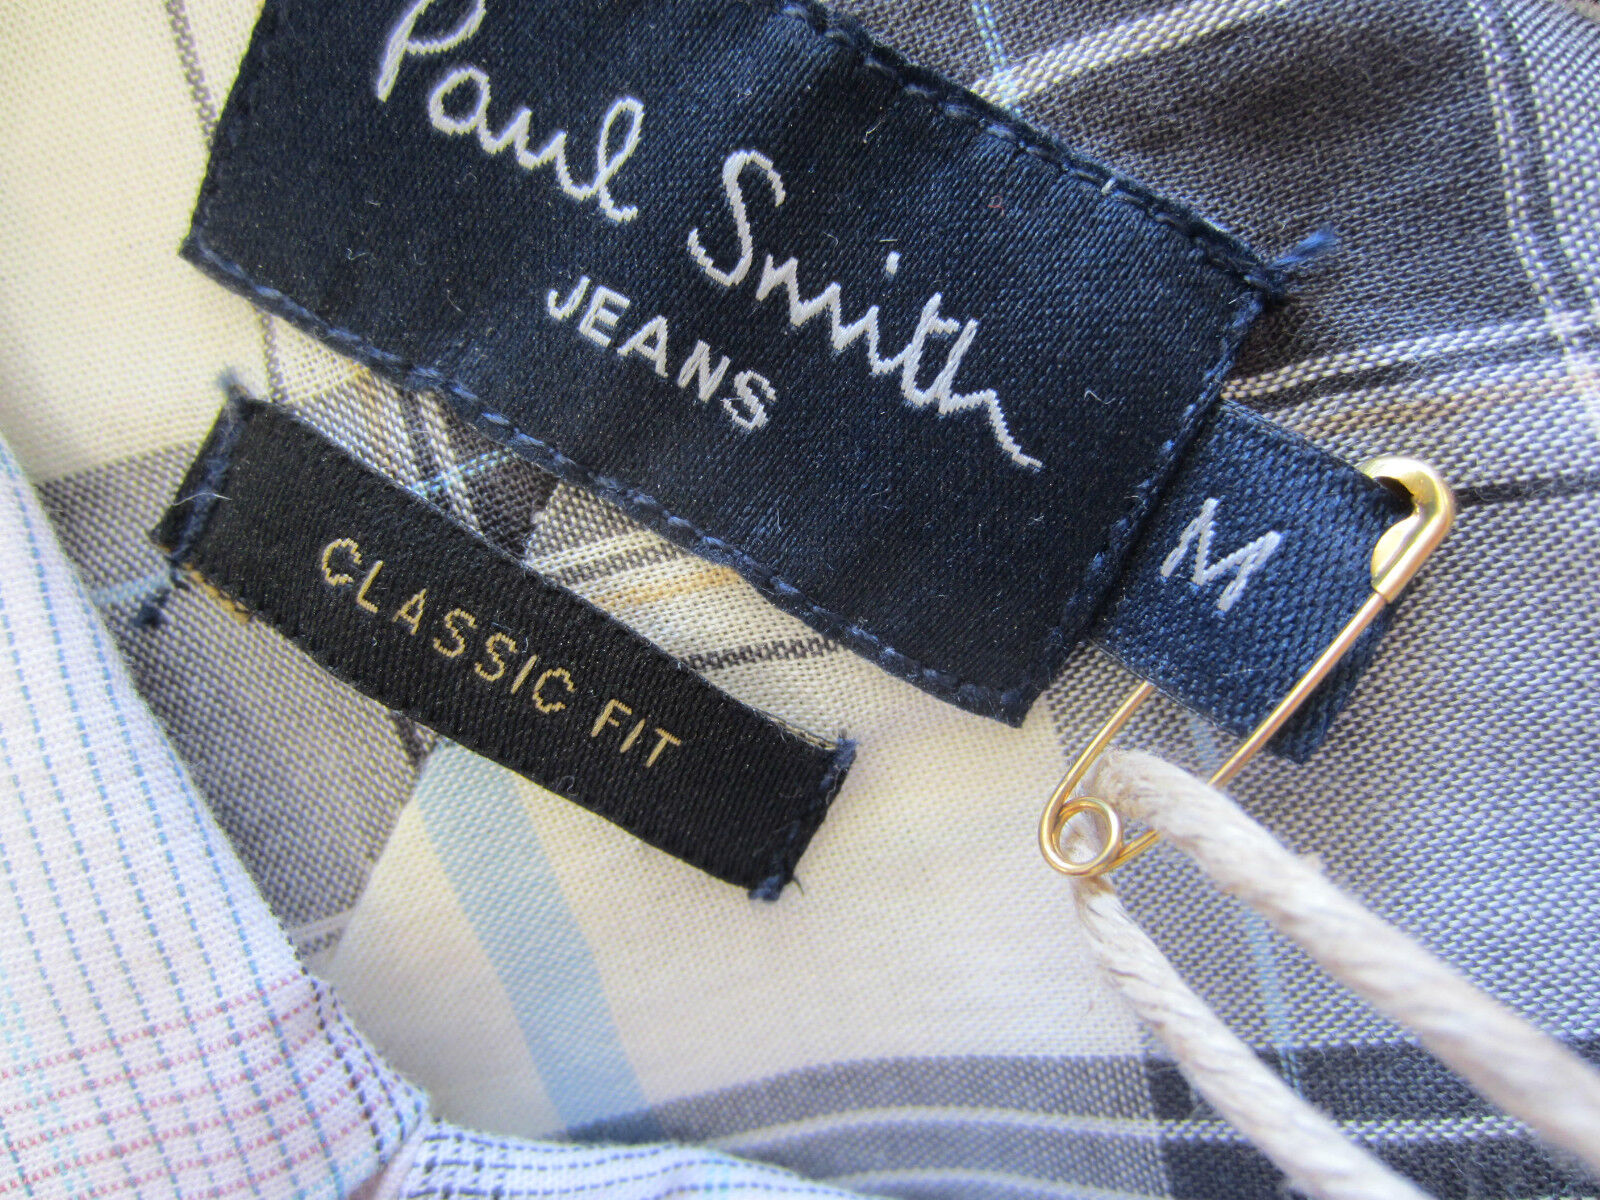 Paul Smith
JEANS
M
CLASSIC FIT